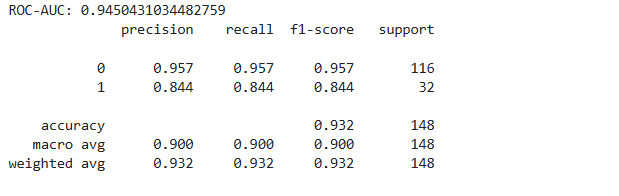 ROC-AUC: 0.9450431034482759
precision recall f1-score support
0 0.957 0.957 0.957 116
1 0.844 0.844 0.844 32
accuracy 0.932 148
macro avg 0.900 0.900 0.900 148
weighted avg 0.932 0.932 0.932 148